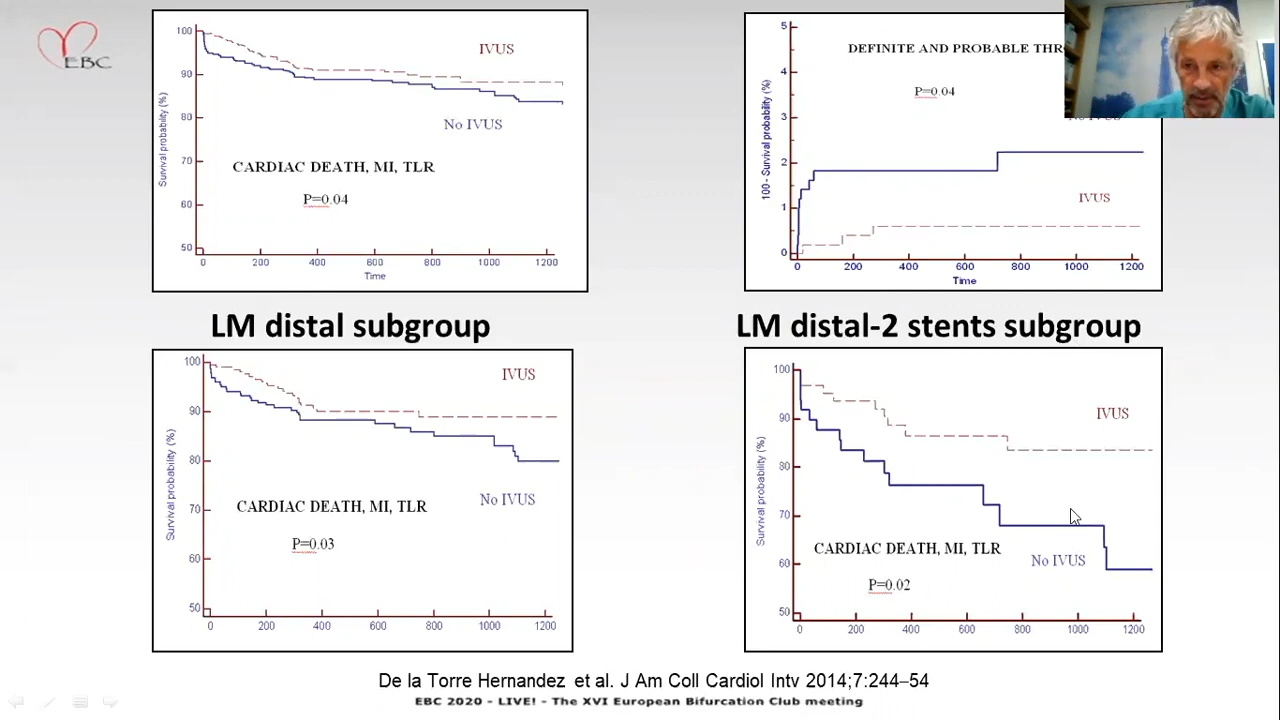 EBC
100
90
80
70
60
50
Survival probability (%)
IVUS
No IVUS
CARDIAC DEATH, MI, TLR
P=0.04
0 200 400 600 800 1000 1200
Time
5
4
3
2
1
0
100 - Survival probability (%)
DEFINITE AND PROBABLE THR
P=0.04
No IVUS
IVUS
0 200 400 600 800 1000 1200
Time
LM distal subgroup
100
90
80
70
60
50
Survival probability (%)
IVUS
No IVUS
CARDIAC DEATH, MI, TLR
P=0.03
0 200 400 600 800 1000 1200
LM distal-2 stents subgroup
100
90
80
70
60
50
Survival probability (%)
IVUS
CARDIAC DEATH, MI, TLR
No IVUS
P=0.02
0 200 400 600 800 1000 1200
De la Torre Hernandez et al. J Am Coll Cardiol Intv 2014;7:244–54
EBC 2020 - LIVE! - The XVI European Bifurcation Club meeting